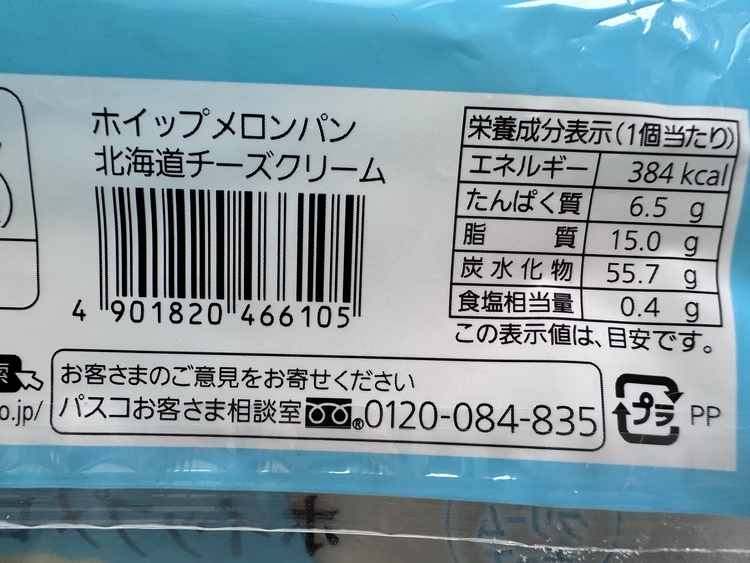 ホイップメロンパン
北海道チーズクリーム
4 901820 466105
栄養成分表示(1個当たり)
エネルギー 384 kcal
たんぱく質 6.5 g
脂質 15.0 g
炭水化物 55.7 g
食塩相当量 0.4 g
この表示値は、目安です。
o.jp/
お客さまのご意見をお寄せください
パスコお客さま相談室 ®0120-084-835
プラ PP
クリーム